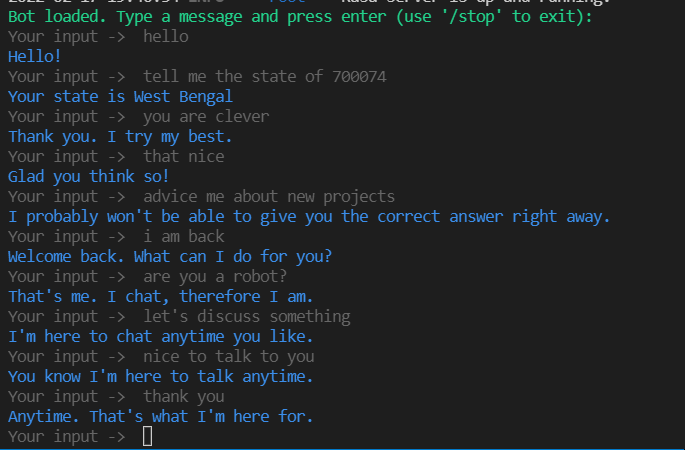 Bot loaded. Type a message and press enter (use '/stop' to exit):
Your input -> hello
Hello!
Your input -> tell me the state of 700074
Your state is West Bengal
Your input -> you are clever
Thank you. I try my best.
Your input -> that nice
Glad you think so!
Your input -> advice me about new projects
I probably won't be able to give you the correct answer right away.
Your input -> i am back
Welcome back. What can I do for you?
Your input -> are you a robot?
That's me. I chat, therefore I am.
Your input -> let's discuss something
I'm here to chat anytime you like.
Your input -> nice to talk to you
You know I'm here to talk anytime.
Your input -> thank you
Anytime. That's what I'm here for.
Your input ->